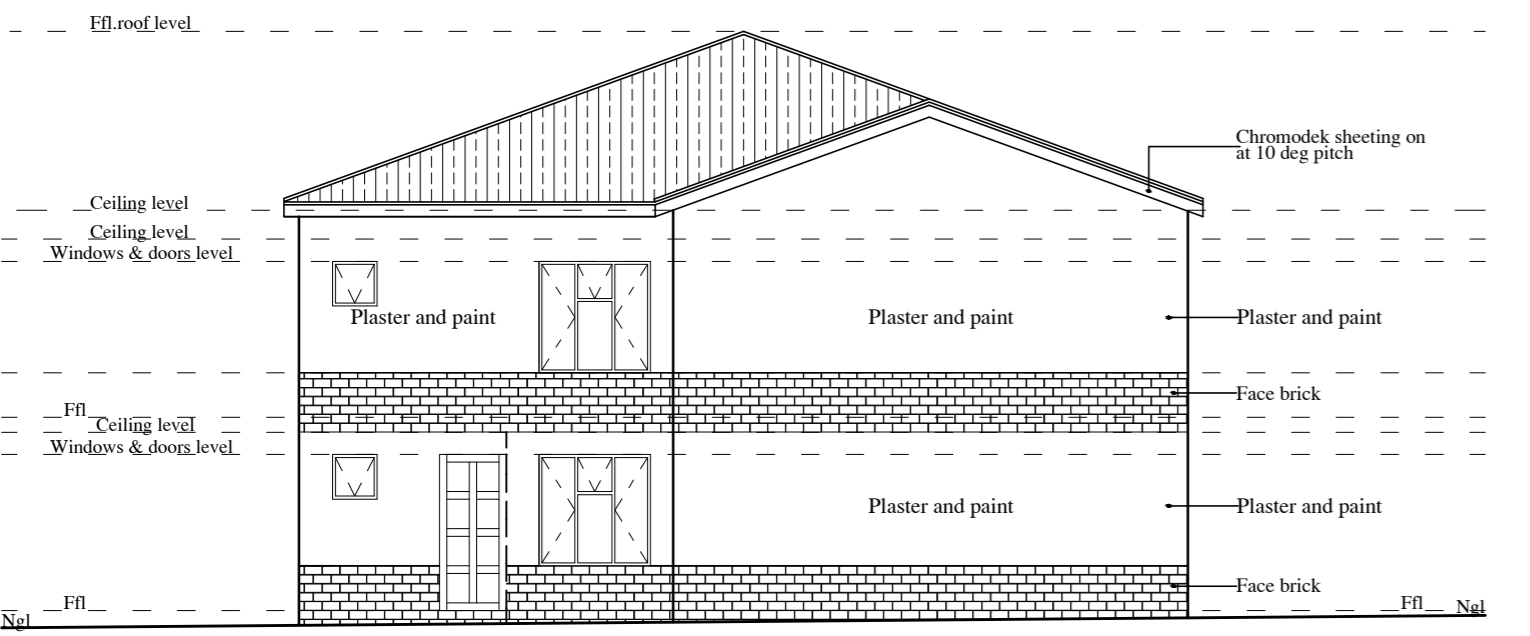 Ffl.roof level
Chromodek sheeting on
at 10 deg pitch
Ceiling level
Ceiling level
Windows & doors level
Plaster and paint
Plaster and paint
Plaster and paint
Face brick
Ffl
Ceiling level
Windows & doors level
Plaster and paint
Plaster and paint
Face brick
Ffl
Ffl
Ngl
Ngl